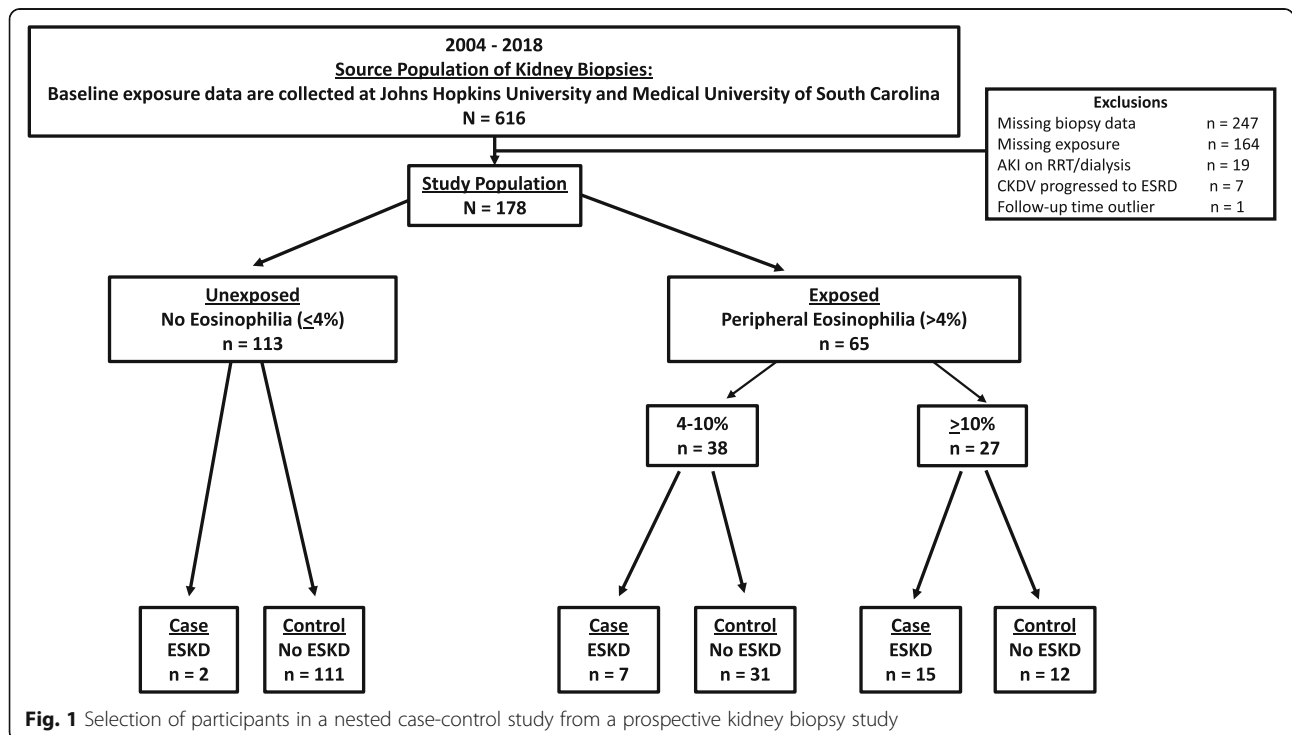 2004 - 2018
Source Population of Kidney Biopsies:
Baseline exposure data are collected at Johns Hopkins University and Medical University of South Carolina
N = 616
Exclusions
Missing biopsy data n = 247
Missing exposure n = 164
AKI on RRT/dialysis n = 19
CKDV progressed to ESRD n = 7
Follow-up time outlier n = 1
Study Population
N = 178
Unexposed
No Eosinophilia (≤4%)
n = 113
Exposed
Peripheral Eosinophilia (>4%)
n = 65
4-10%
n = 38
≥10%
n = 27
Case
ESKD
n = 2
Control
No ESKD
n = 111
Case
ESKD
n = 7
Control
No ESKD
n = 31
Case
ESKD
n = 15
Control
No ESKD
n = 12
Fig. 1 Selection of participants in a nested case-control study from a prospective kidney biopsy study